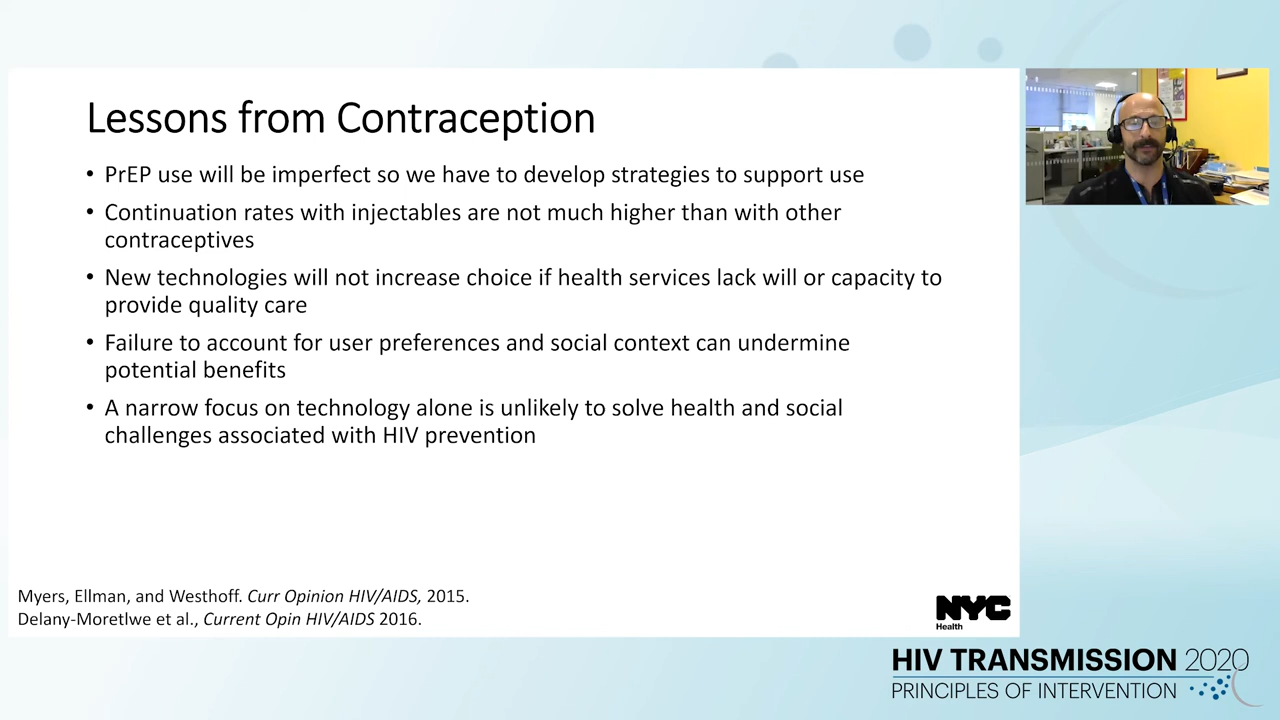 Lessons from Contraception
• PrEP use will be imperfect so we have to develop strategies to support use
• Continuation rates with injectables are not much higher than with other
contraceptives
• New technologies will not increase choice if health services lack will or capacity to
provide quality care
• Failure to account for user preferences and social context can undermine
potential benefits
• A narrow focus on technology alone is unlikely to solve health and social
challenges associated with HIV prevention
Myers, Ellman, and Westhoff. Curr Opinion HIV/AIDS, 2015.
Delany-Moretlwe et al., Current Opin HIV/AIDS 2016.
NYC
Health
HIV TRANSMISSION 2020
PRINCIPLES OF INTERVENTION